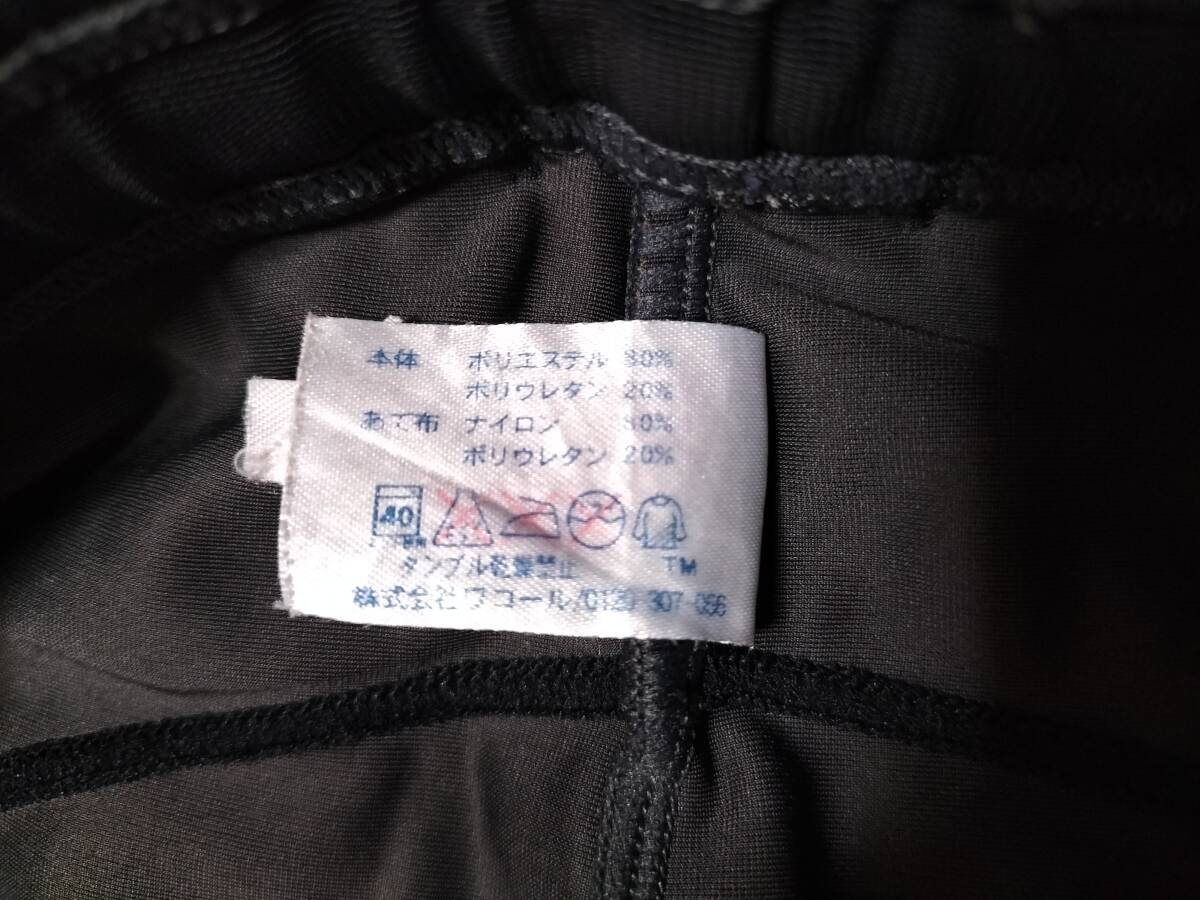 本体 ポリエステル 80%
ポリウレタン 20%
あて布 ナイロン 80%
ポリウレタン 20%
40
タンブル乾燥禁止 TM
株式会社ワコール/0120-307-056